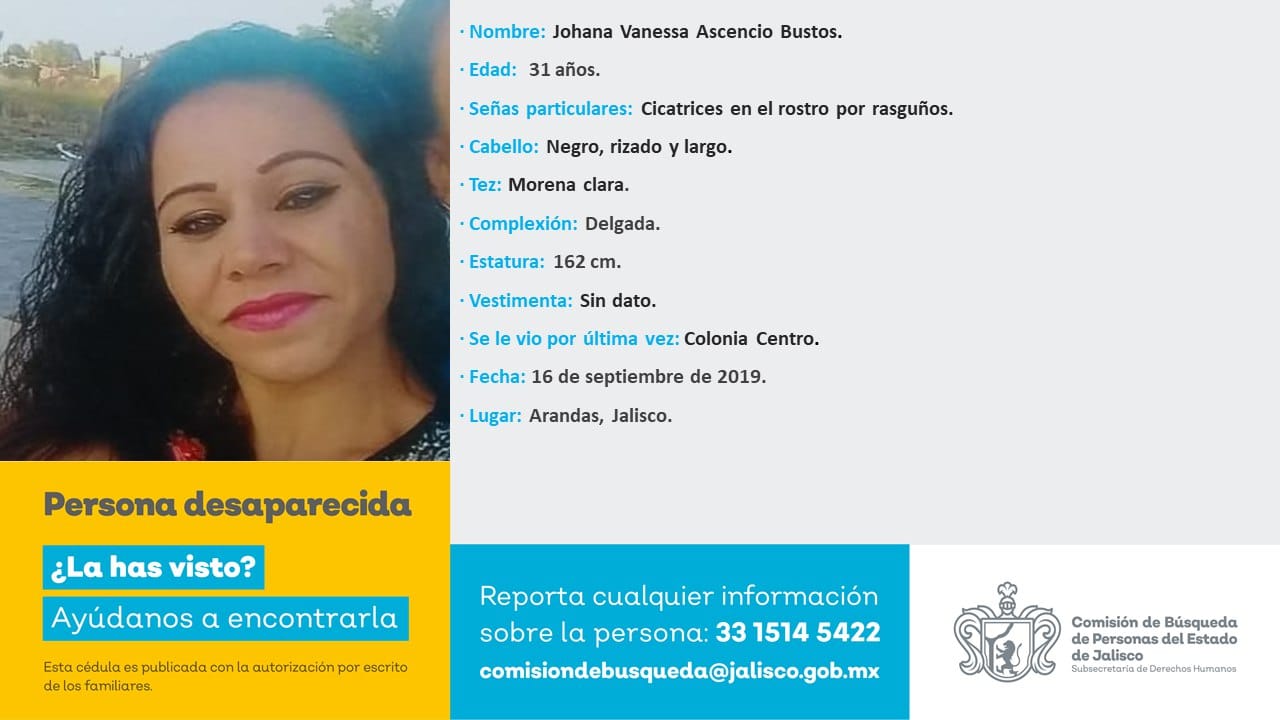 · Nombre: Johana Vanessa Ascencio Bustos.
· Edad: 31 años.
· Señas particulares: Cicatrices en el rostro por rasguños.
· Cabello: Negro, rizado y largo.
· Tez: Morena clara.
· Complexión: Delgada.
· Estatura: 162 cm.
· Vestimenta: Sin dato.
· Se le vio por última vez: Colonia Centro.
· Fecha: 16 de septiembre de 2019.
· Lugar: Arandas, Jalisco.
Persona desaparecida
¿La has visto?
Ayúdanos a encontrarla
Esta cédula es publicada con la autorización por escrito
de los familiares.
Reporta cualquier información
sobre la persona: 33 1514 5422
comisiondebusqueda@jalisco.gob.mx
Comisión de Búsqueda
de Personas del Estado
de Jalisco
Subsecretaría de Derechos Humanos